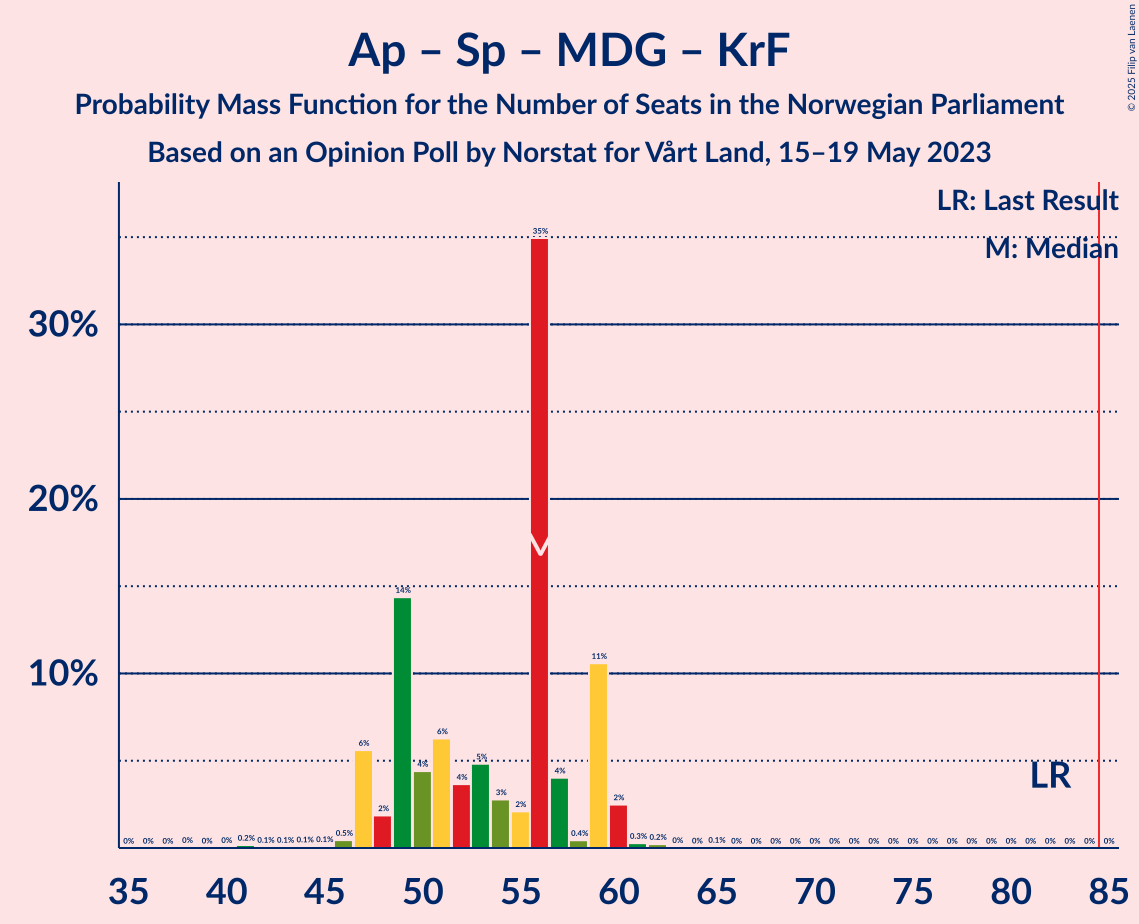 Ap – Sp – MDG – KrF
Probability Mass Function for the Number of Seats in the Norwegian Parliament
Based on an Opinion Poll by Norstat for Vårt Land, 15–19 May 2023
© 2025 Filip van Laenen
LR: Last Result
M: Median
35%
30%
20%
14%
11%
10%
6% 6%
5%
4% 4% 4%
LR
3%
2% 2% 2%
0% 0% 0% 0% 0% 0% 0.2% 0.1% 0.1% 0.1% 0.1% 0.5% 0.4% 0.3% 0.2% 0% 0% 0.1% 0% 0% 0% 0% 0% 0% 0% 0% 0% 0% 0% 0% 0% 0% 0% 0% 0% 0% 0% 0%
35 40 45 50 55 60 65 70 75 80 85